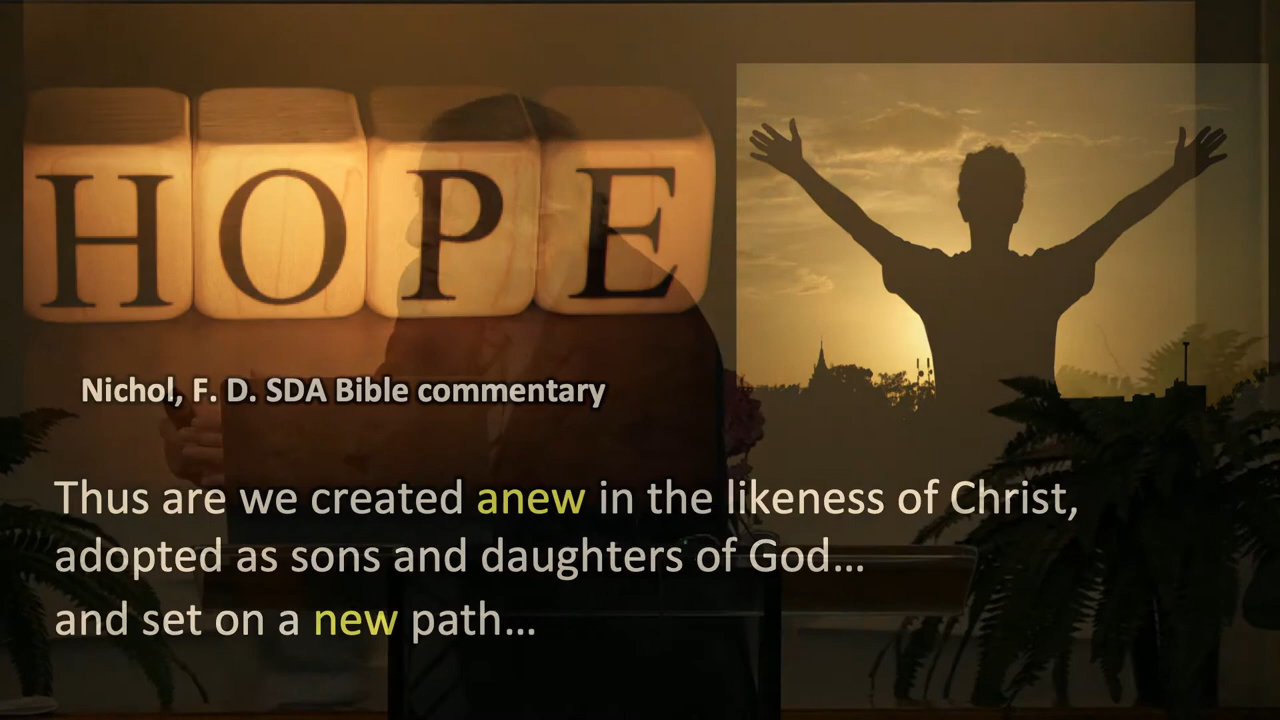 HOPE
Nichol, F. D. SDA Bible commentary
Thus are we created anew in the likeness of Christ,
adopted as sons and daughters of God…
and set on a new path…